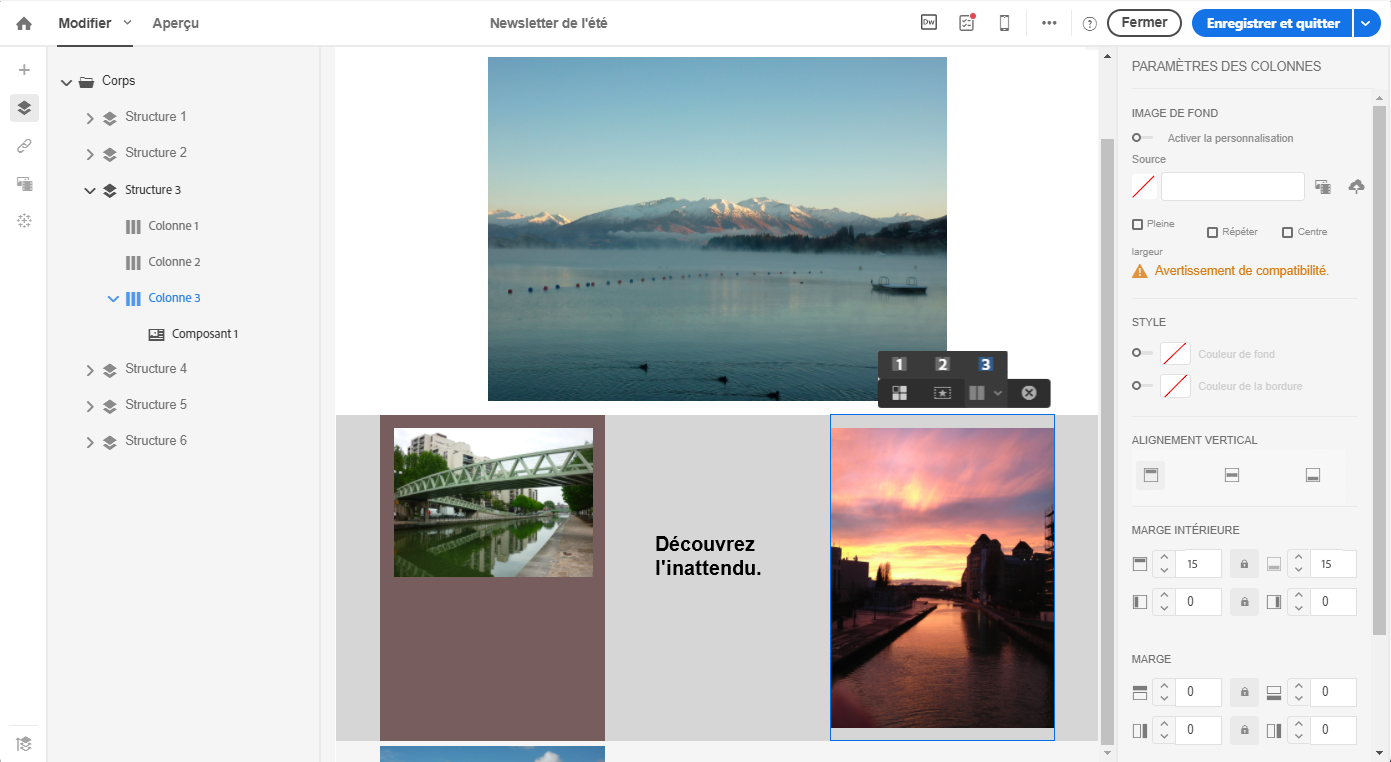 Modifier
Aperçu
Newsletter de l'été
Dw
Fermer
Enregistrer et quitter
Corps
Structure 1
Structure 2
Structure 3
Colonne 1
Colonne 2
Colonne 3
Composant 1
Structure 4
Structure 5
Structure 6
1 2 3
Découvrez
l'inattendu.
PARAMÈTRES DES COLONNES
IMAGE DE FOND
Activer la personnalisation
Source
Pleine
largeur
Répéter
Centre
Avertissement de compatibilité.
STYLE
Couleur de fond
Couleur de la bordure
ALIGNEMENT VERTICAL
MARGE INTÉRIEURE
15 15
0 0
MARGE
0 0
0 0